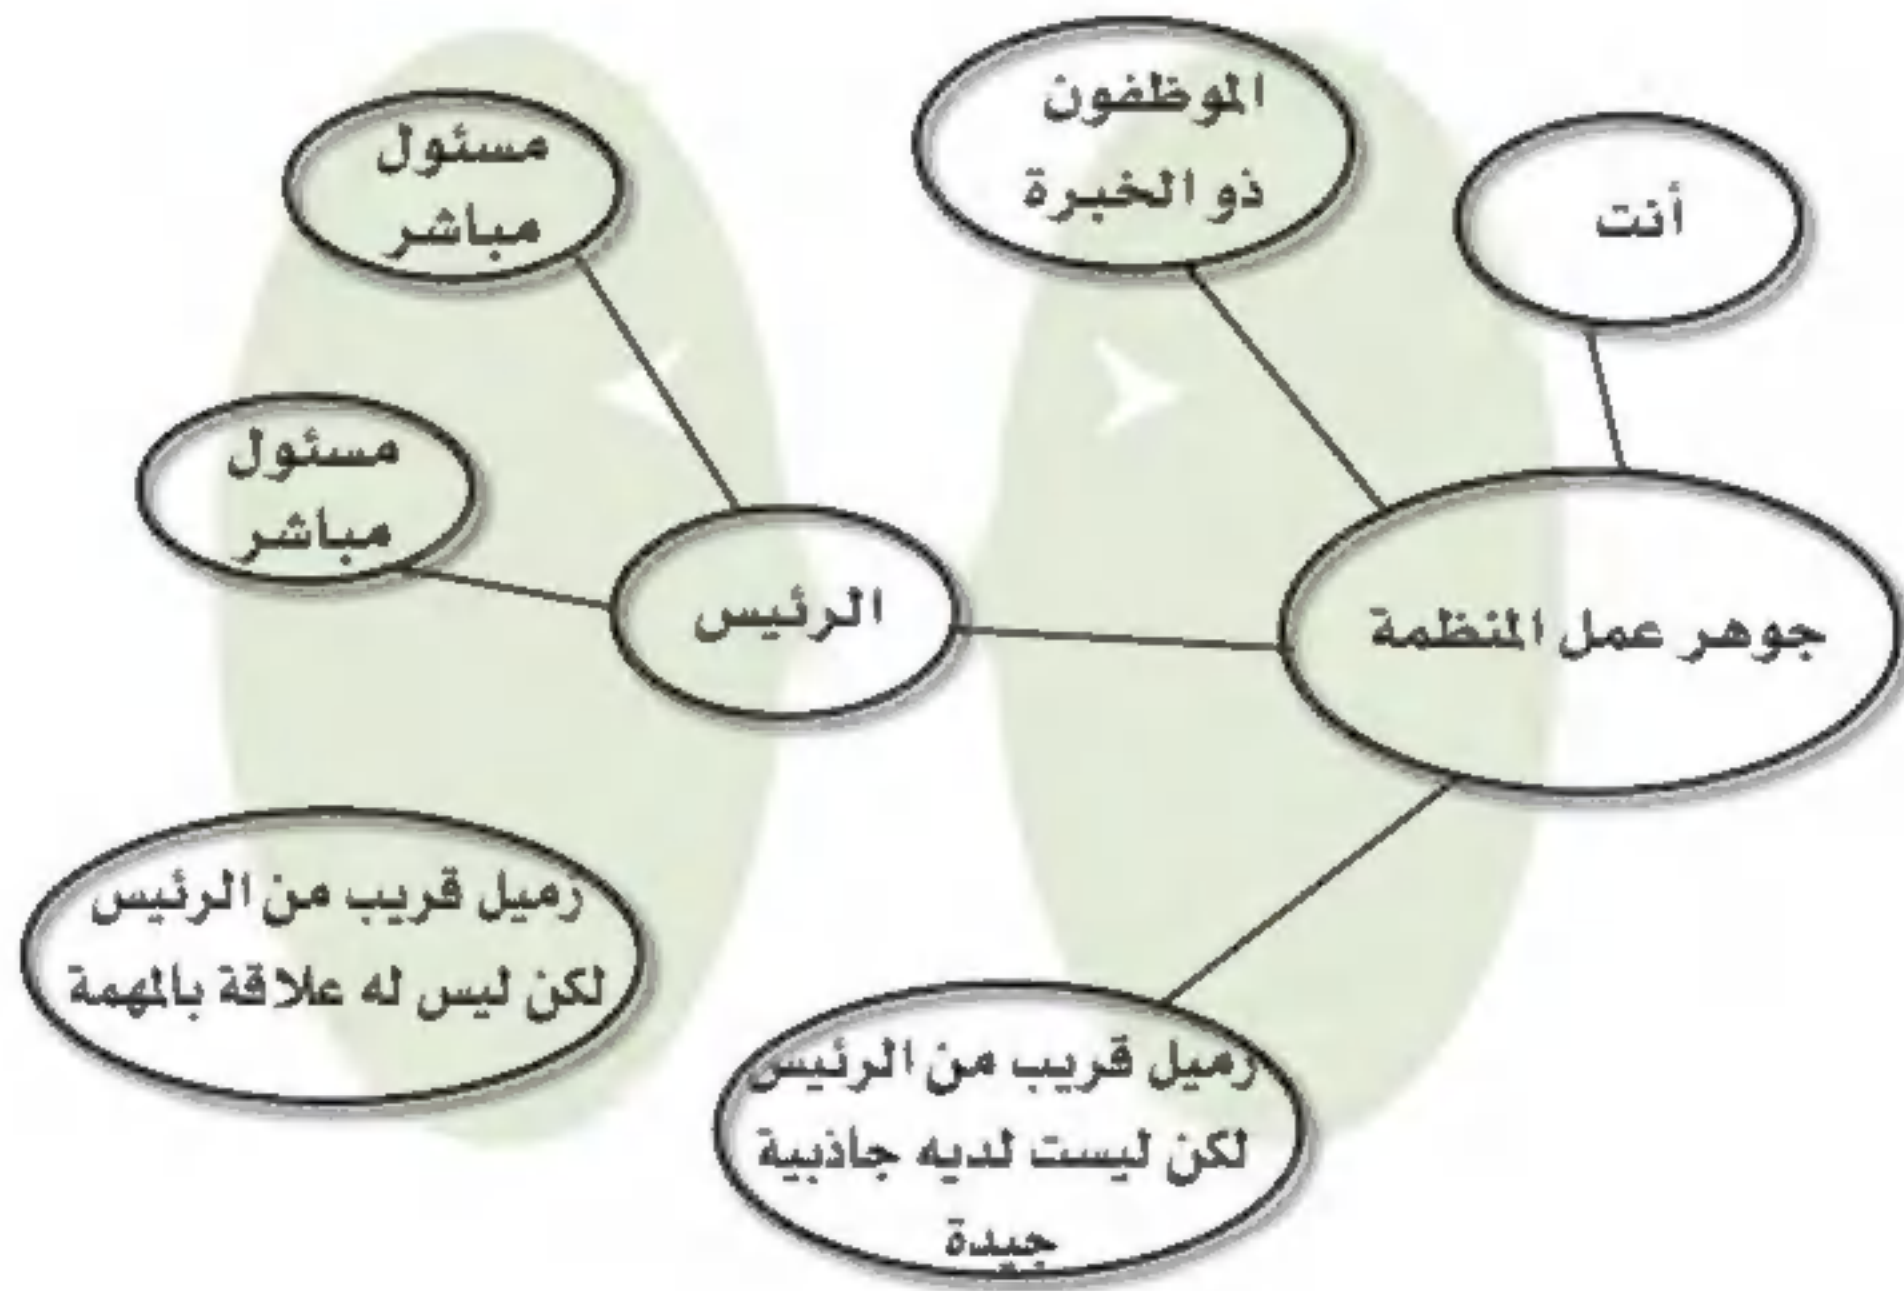 الموظفون
ذو الخبرة
أنت
مسئول
مباشر
مسئول
مباشر
الرئيس
جوهر عمل المنظمة
زميل قريب من الرئيس
لكن ليس له علاقة بالمهمة
زميل قريب من الرئيس
لكن ليست لديه جاذبية
جيدة